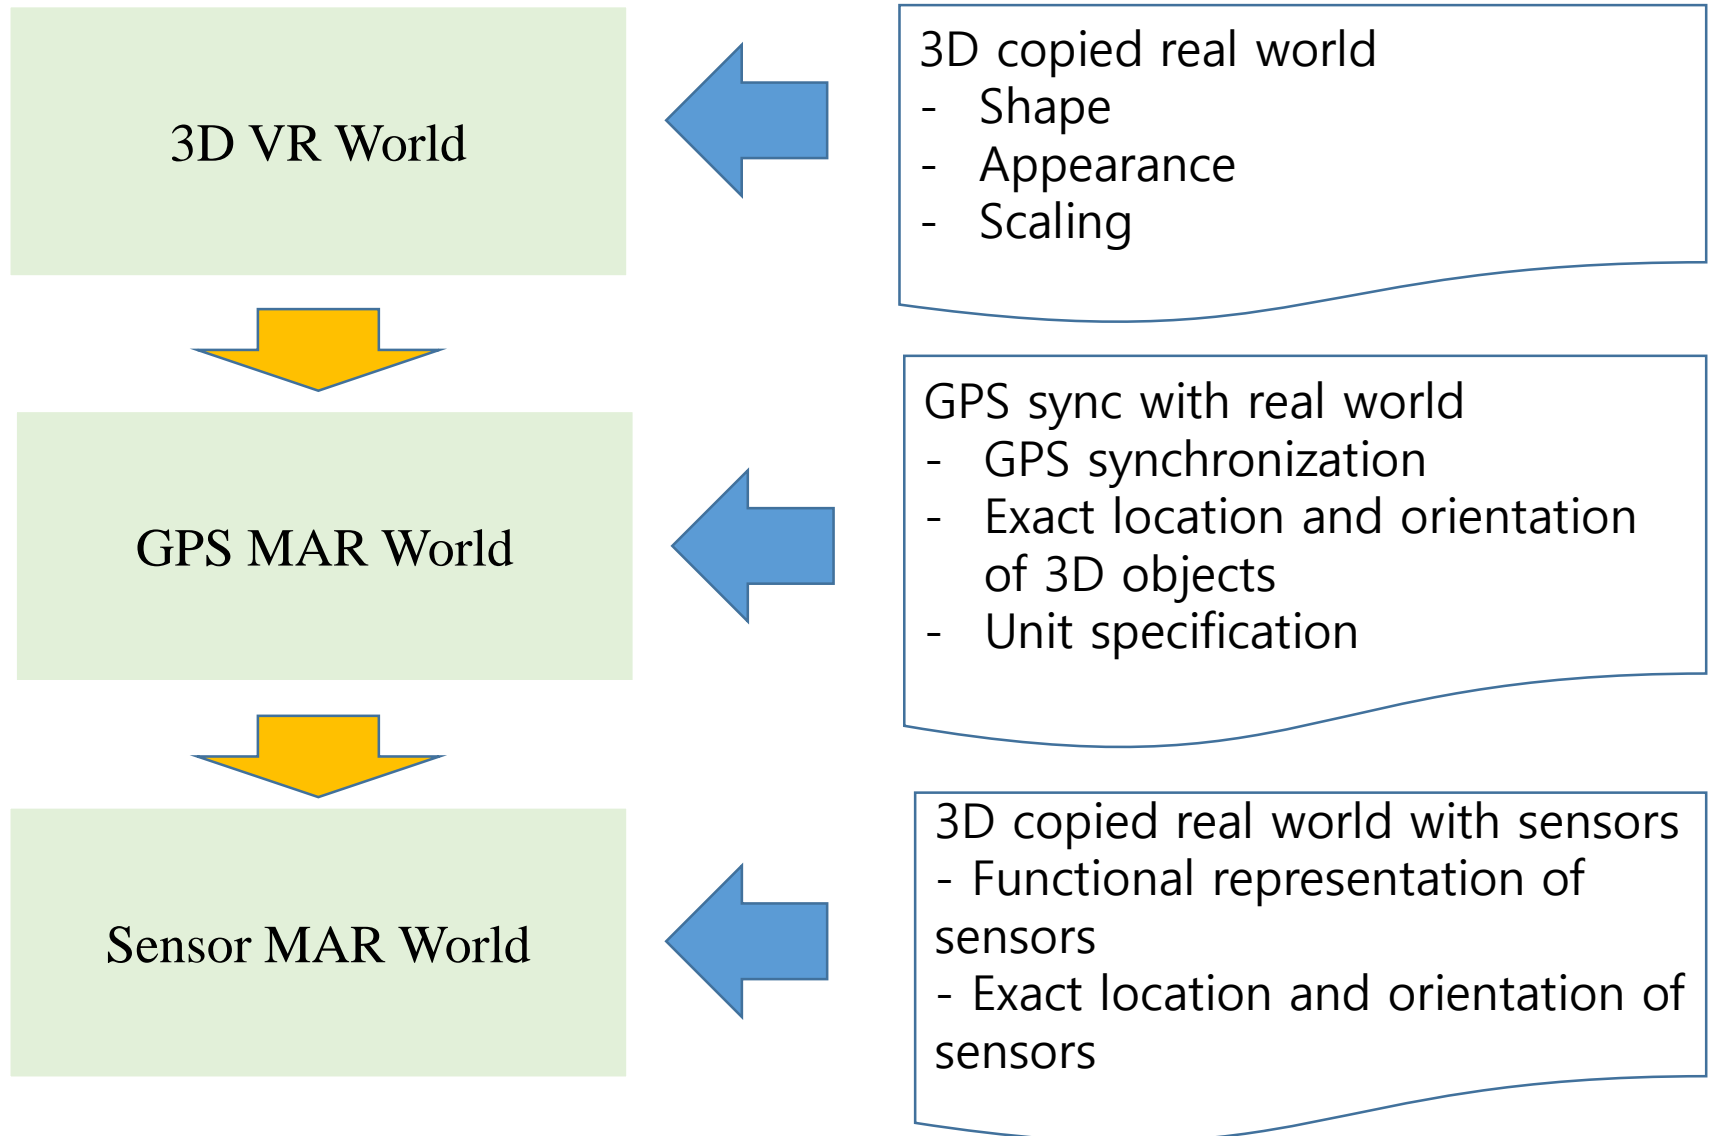 3D VR World
3D copied real world
- Shape
- Appearance
- Scaling
GPS MAR World
GPS sync with real world
- GPS synchronization
- Exact location and orientation
of 3D objects
- Unit specification
Sensor MAR World
3D copied real world with sensors
- Functional representation of
sensors
- Exact location and orientation of
sensors